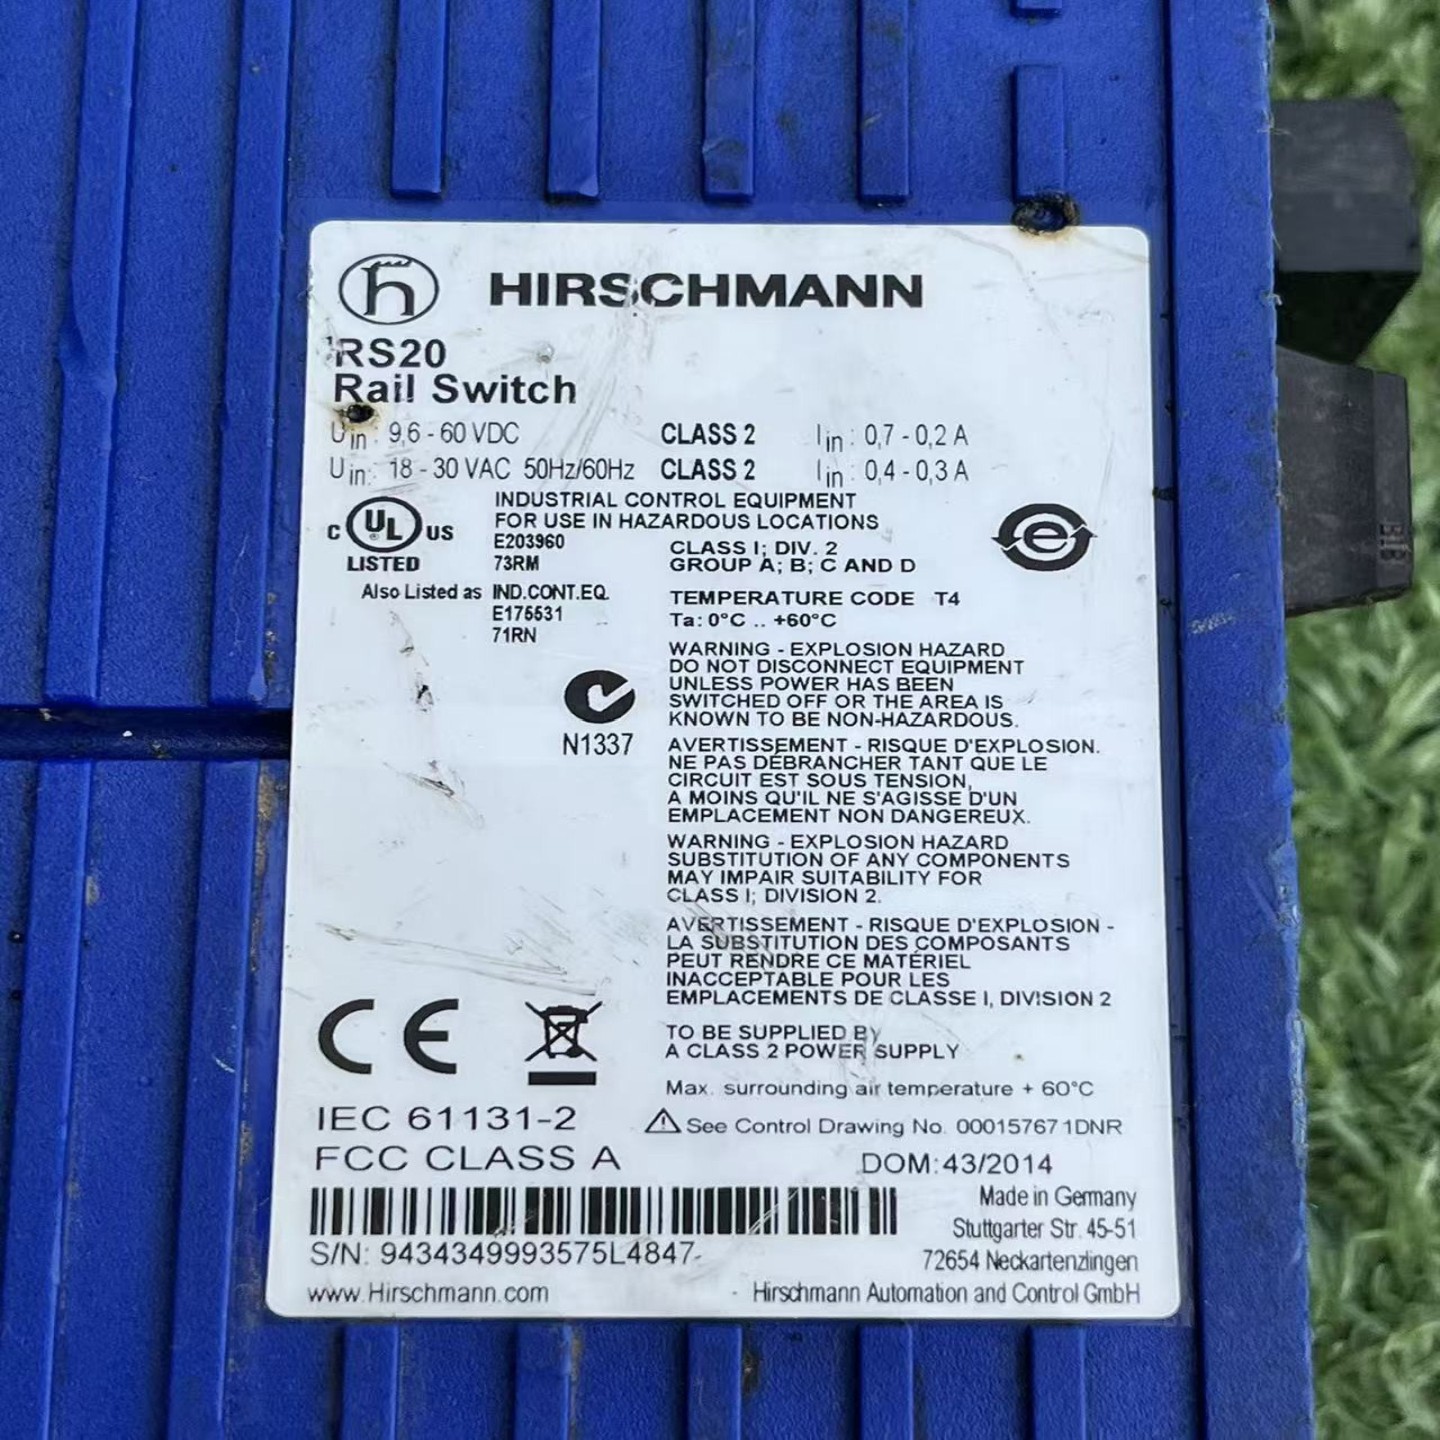 HIRSCHMANN
RS20
Rail Switch
Uin: 9,6 - 60 VDC CLASS 2 Iin: 0,7 - 0,2 A
Uin: 18 - 30 VAC 50Hz/60Hz CLASS 2 Iin: 0,4 - 0,3 A
C UL® US
LISTED
INDUSTRIAL CONTROL EQUIPMENT
FOR USE IN HAZARDOUS LOCATIONS
E203960
73RM
CLASS I; DIV. 2
GROUP A; B; C AND D
e
Also Listed as IND.CONT.EQ.
E175531
71RN
TEMPERATURE CODE T4
Ta: 0°C .. +60°C
WARNING - EXPLOSION HAZARD
DO NOT DISCONNECT EQUIPMENT
UNLESS POWER HAS BEEN
SWITCHED OFF OR THE AREA IS
KNOWN TO BE NON-HAZARDOUS.
N1337
AVERTISSEMENT - RISQUE D'EXPLOSION.
NE PAS DÉBRANCHER TANT QUE LE
CIRCUIT EST SOUS TENSION,
A MOINS QU'IL NE S'AGISSE D'UN
EMPLACEMENT NON DANGEREUX.
WARNING - EXPLOSION HAZARD
SUBSTITUTION OF ANY COMPONENTS
MAY IMPAIR SUITABILITY FOR
CLASS I; DIVISION 2.
AVERTISSEMENT - RISQUE D'EXPLOSION -
LA SUBSTITUTION DES COMPOSANTS
PEUT RENDRE CE MATÉRIEL
INACCEPTABLE POUR LES
EMPLACEMENTS DE CLASSE I, DIVISION 2
CE
TO BE SUPPLIED BY
A CLASS 2 POWER SUPPLY
Max. surrounding air temperature + 60°C
IEC 61131-2
FCC CLASS A
See Control Drawing No. 000157671DNR
DOM:43/2014
Made in Germany
Stuttgarter Str. 45-51
72654 Neckartenzlingen
S/N: 9434349993575L4847
www.Hirschmann.com
Hirschmann Automation and Control GmbH